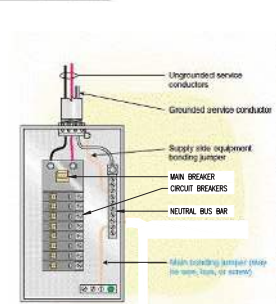 Ungrounded service
conductors
Grounded service conductor
Supply side equipment
bonding jumper
MAIN BREAKER
CIRCUIT BREAKERS
NEUTRAL BUS BAR
Main bonding jumper (may
be wire, bus, or screw)